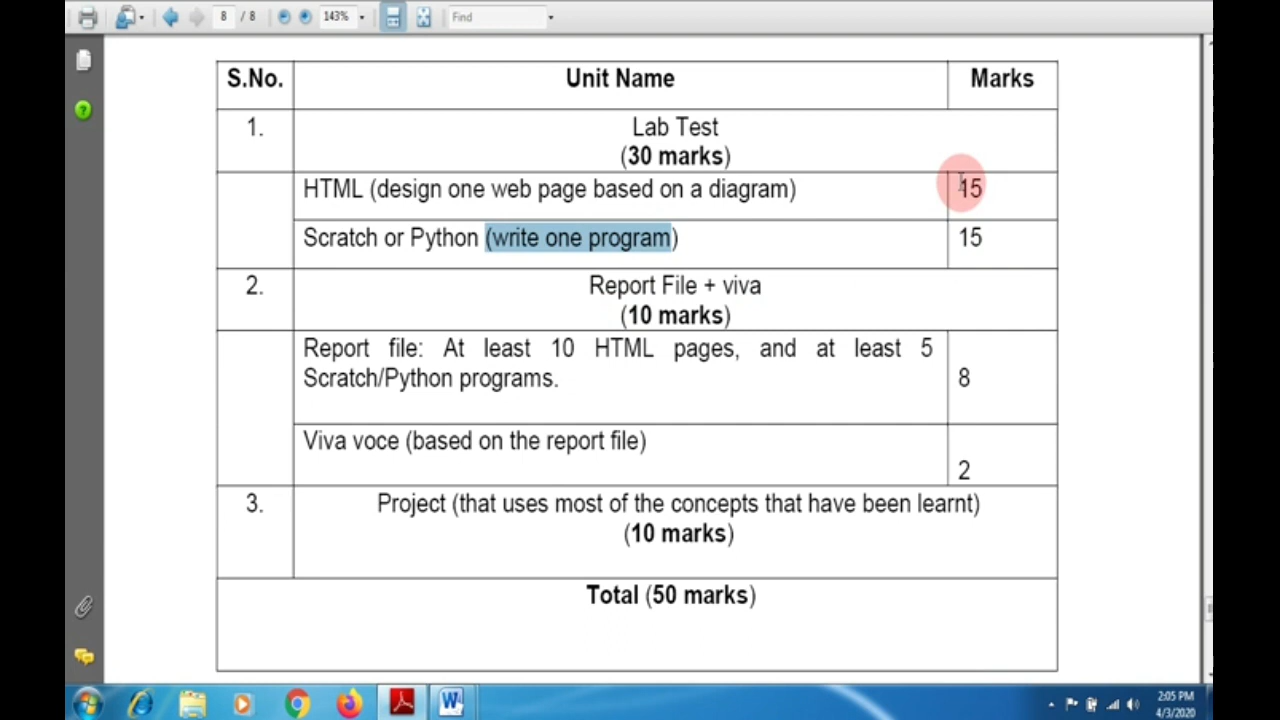 8 / 8 143% Find
S.No. Unit Name Marks
1. Lab Test
(30 marks)
HTML (design one web page based on a diagram) 15
Scratch or Python (write one program) 15
2. Report File + viva
(10 marks)
Report file: At least 10 HTML pages, and at least 5
Scratch/Python programs. 8
Viva voce (based on the report file)
2
3. Project (that uses most of the concepts that have been learnt)
(10 marks)
Total (50 marks)
2:05 PM
4/3/2020